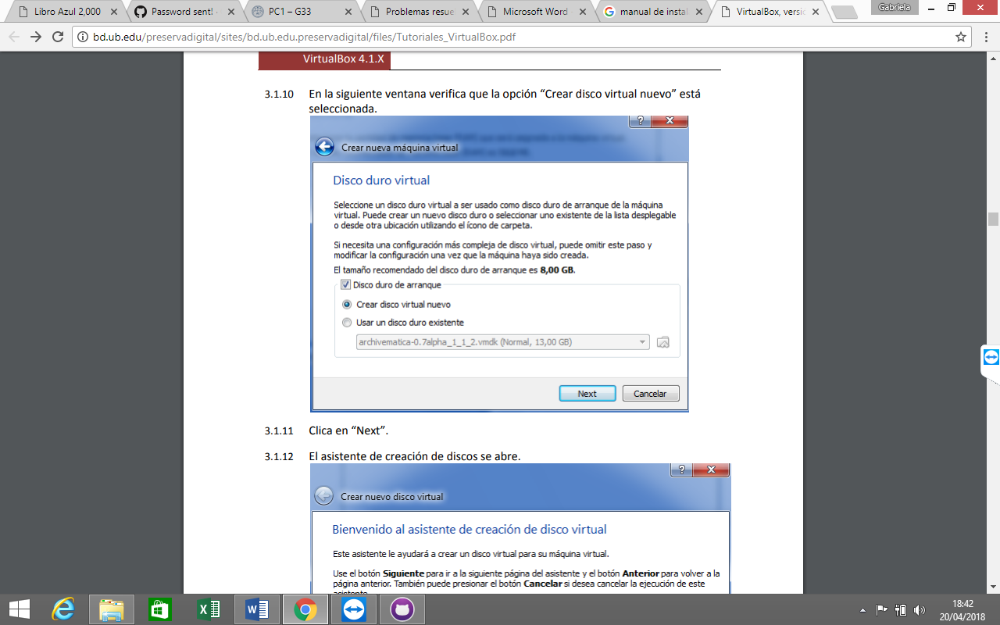 Libro Azul 2,000
Password sent! ·
PC1 – G33
Problemas resue
Microsoft Word -
manual de instal
VirtualBox, versi
Gabriela
bd.ub.edu/preservadigital/sites/bd.ub.edu.preservadigital/files/Tutoriales_VirtualBox.pdf
VirtualBox 4.1.X
3.1.10 En la siguiente ventana verifica que la opción “Crear disco virtual nuevo” está
seleccionada.
Crear nueva máquina virtual
Disco duro virtual
Seleccione un disco duro virtual a ser usado como disco duro de arranque de la máquina
virtual. Puede crear un nuevo disco duro o seleccionar uno existente de la lista desplegable
o desde otra ubicación utilizando el ícono de carpeta.
Si necesita una configuración más compleja de disco virtual, puede omitir este paso y
modificar la configuración una vez que la máquina haya sido creada.
El tamaño recomendado del disco duro de arranque es 8,00 GB.
Disco duro de arranque
Crear disco virtual nuevo
Usar un disco duro existente
archivematica-0.7alpha_1_1_2.vmdk (Normal, 13,00 GB)
Next Cancelar
3.1.11 Clica en “Next”.
3.1.12 El asistente de creación de discos se abre.
Crear nuevo disco virtual
Bienvenido al asistente de creación de disco virtual
Este asistente le ayudará a crear un disco virtual para su máquina virtual.
Use el botón Siguiente para ir a la siguiente página del asistente y el botón Anterior para volver a la
página anterior. También puede presionar el botón Cancelar si desea cancelar la ejecución de este
asistente.
18:42
20/04/2018